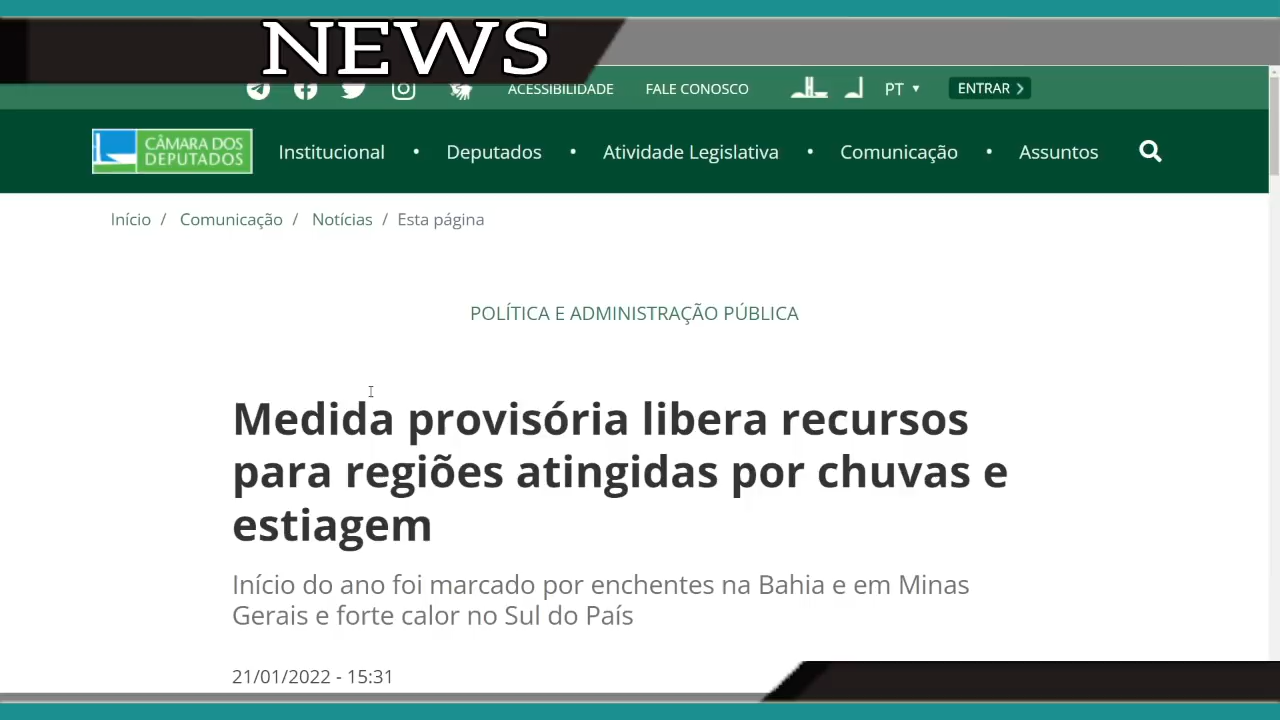 NEWS
ACESSIBILIDADE FALE CONOSCO PT ENTRAR
CÂMARA DOS
DEPUTADOS
Institucional • Deputados • Atividade Legislativa • Comunicação • Assuntos
Início / Comunicação / Notícias / Esta página
POLÍTICA E ADMINISTRAÇÃO PÚBLICA
Medida provisória libera recursos
para regiões atingidas por chuvas e
estiagem
Início do ano foi marcado por enchentes na Bahia e em Minas
Gerais e forte calor no Sul do País
21/01/2022 - 15:31